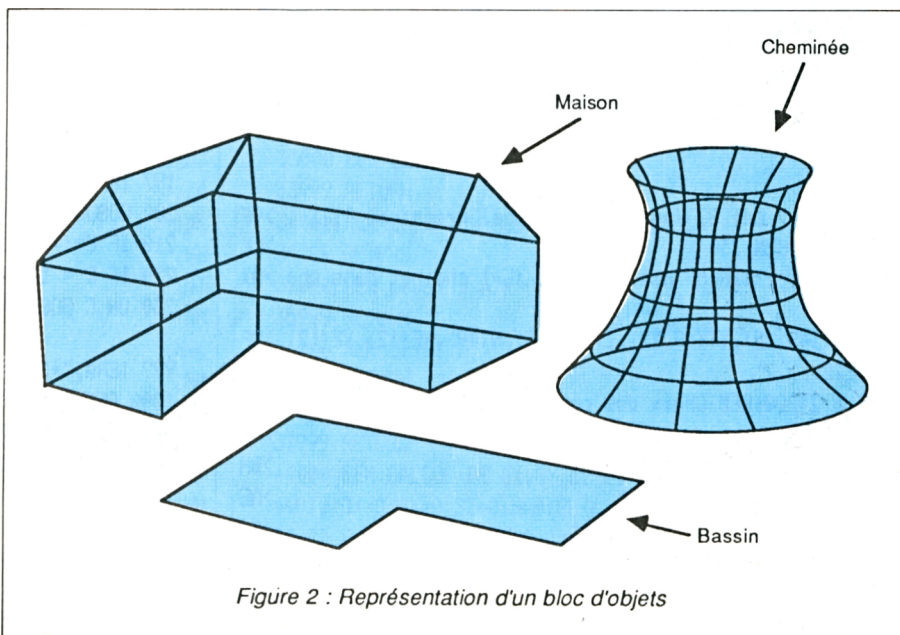 Cheminée
Maison
Bassin
Figure 2 : Représentation d'un bloc d'objets